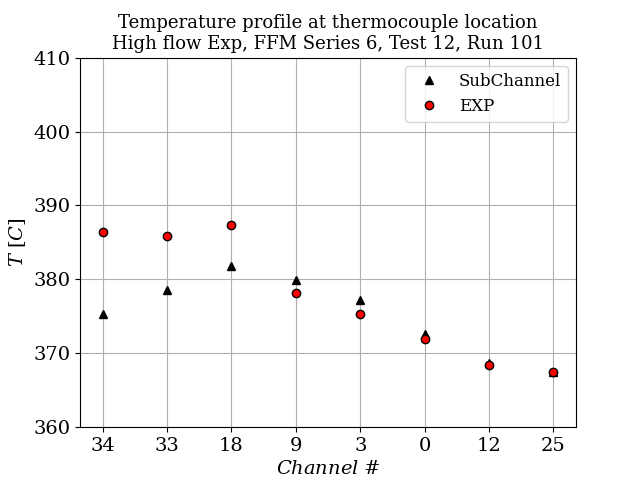 Temperature profile at thermocouple location
High flow Exp, FFM Series 6, Test 12, Run 101
410
400
390
380
370
360
T [C]
SubChannel
EXP
34 33 18 9 3 0 12 25
Channel #